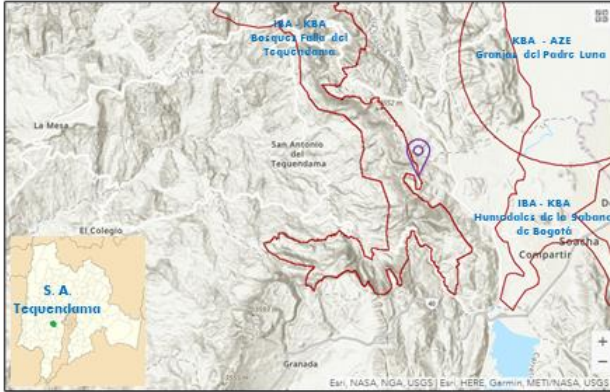 IBA - KBA
Bosques Falla del
Tequendama
KBA - AZE
Granjas del Padre Luna
La Mesa
San Antonio
del
Tequendama
El Colegio
IBA - KBA
Humedales de la Sabana
de Bogotá
Soacha
Compartir
S. A.
Tequendama
40
Granada
+
−
Esri, NASA, NGA, USGS | Esri, HERE, Garmin, METI/NASA, USGS